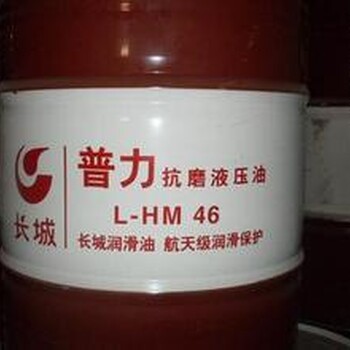 普力 抗磨液压油
L-HM 46
长城
长城润滑油 航天级润滑保护